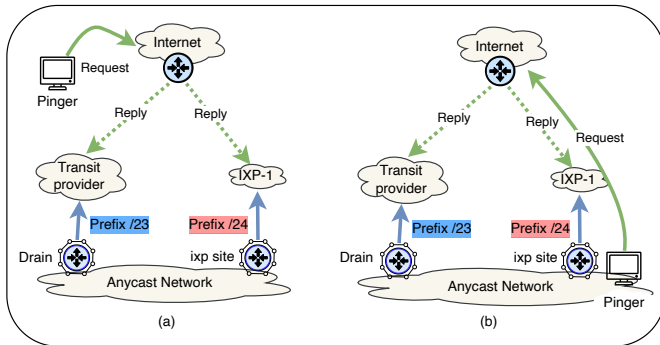 Internet
Request
Pinger
Reply
Reply
Transit
provider
IXP-1
Prefix /23
Prefix /24
Drain
ixp site
Anycast Network
(a)
Internet
Reply
Reply
Request
Transit
provider
IXP-1
Prefix /23
Prefix /24
Drain
ixp site
Anycast Network
Pinger
(b)